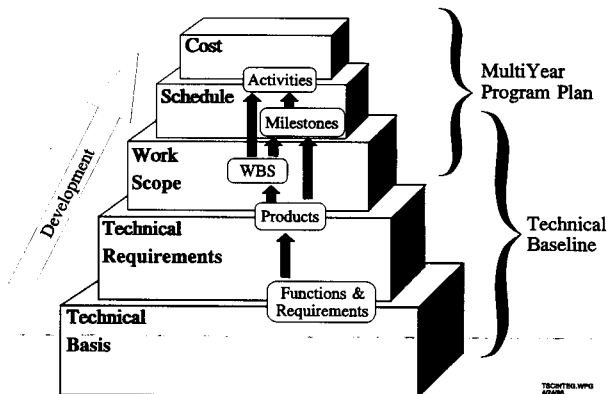 Cost
Activities
Schedule
Milestones
MultiYear
Program Plan
Work
Scope
WBS
Products
Technical
Requirements
Technical
Baseline
Functions &
Requirements
Technical
Basis
Development
TSCINTEG.WPG